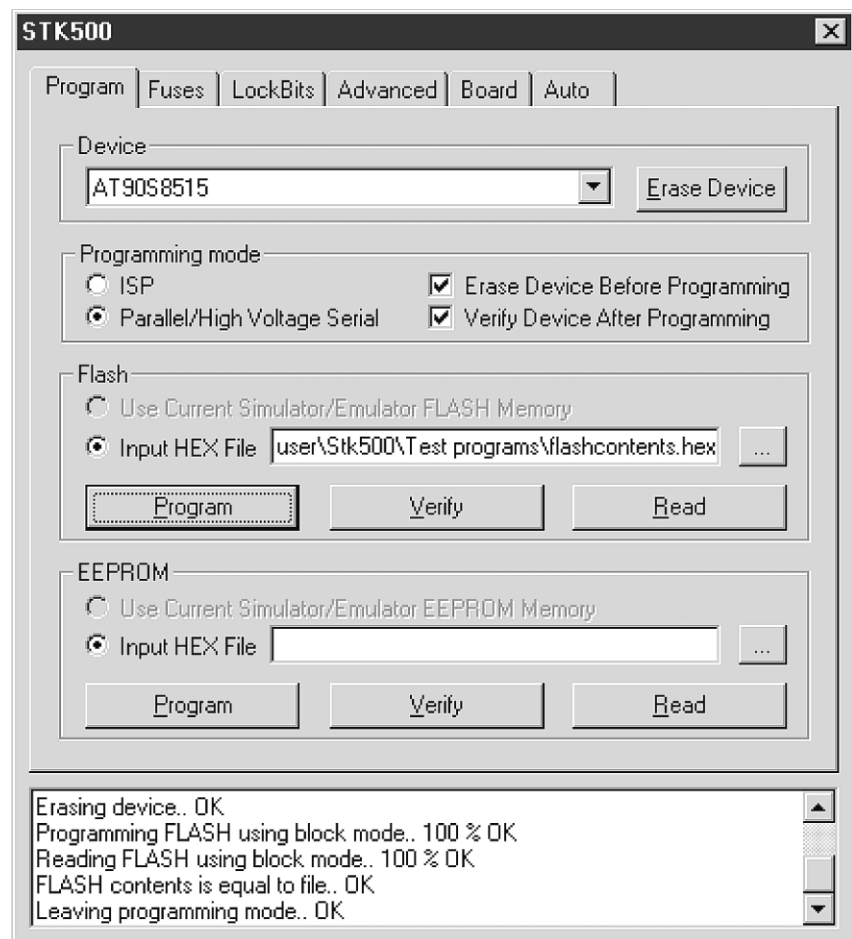 STK500
Program Fuses LockBits Advanced Board Auto
Device
AT90S8515 Erase Device
Programming mode
ISP Erase Device Before Programming
Parallel/High Voltage Serial Verify Device After Programming
Flash
Use Current Simulator/Emulator FLASH Memory
Input HEX File user\Stk500\Test programs\flashcontents.hex ...
Program Verify Read
EEPROM
Use Current Simulator/Emulator EEPROM Memory
Input HEX File ...
Program Verify Read
Erasing device.. OK
Programming FLASH using block mode.. 100 % OK
Reading FLASH using block mode.. 100 % OK
FLASH contents is equal to file.. OK
Leaving programming mode.. OK